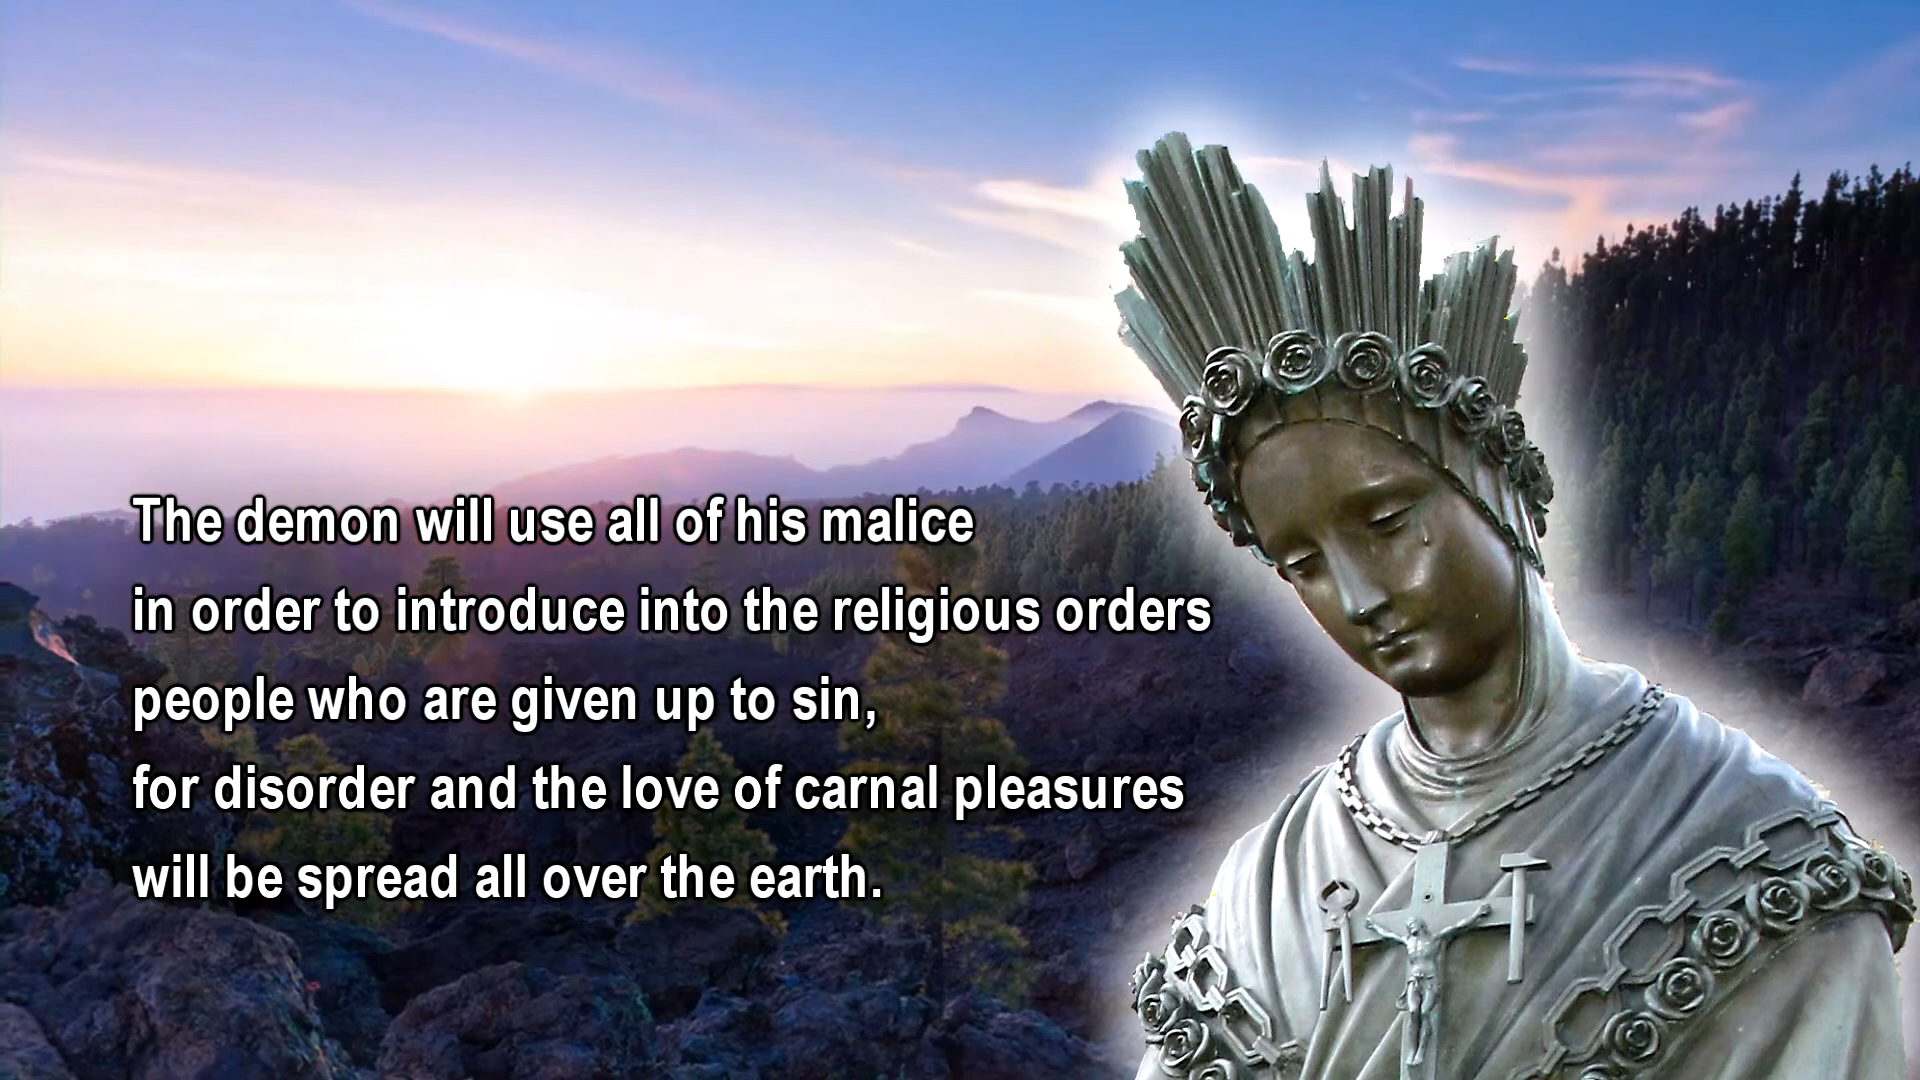 The demon will use all of his malice
in order to introduce into the religious orders
people who are given up to sin,
for disorder and the love of carnal pleasures
will be spread all over the earth.